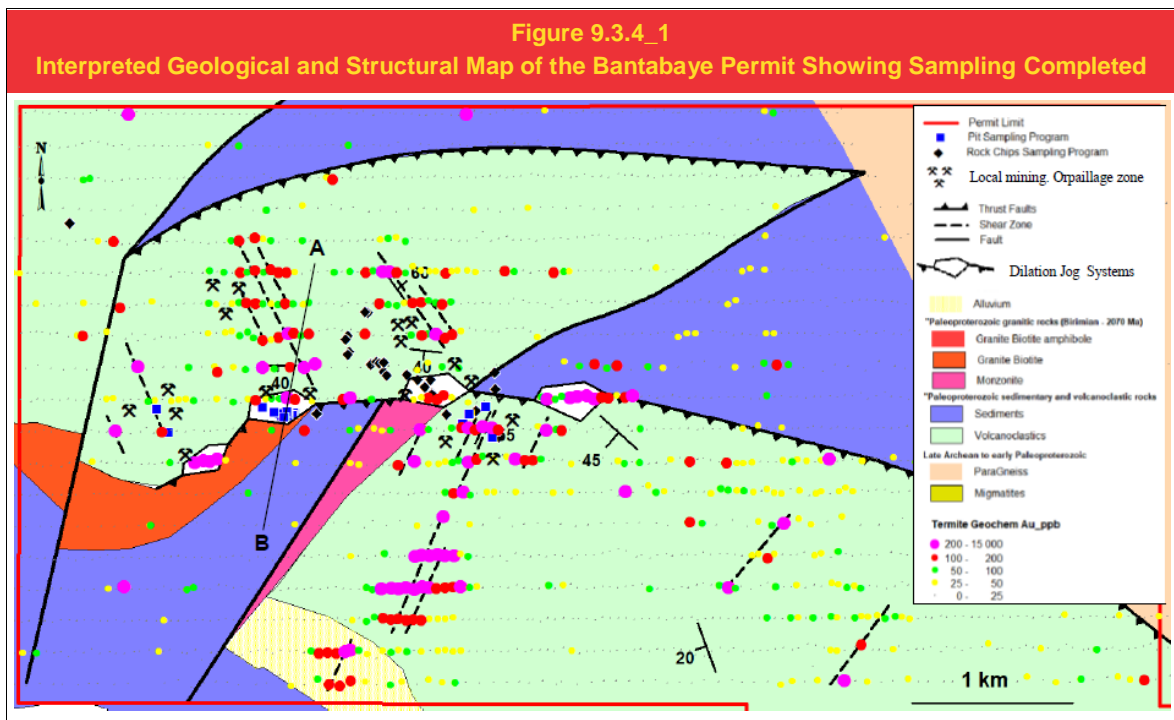 Figure 9.3.4_1
Interpreted Geological and Structural Map of the Bantabaye Permit Showing Sampling Completed
N
A
B
65
40
40
45
20
1 km
Permit Limit
Pit Sampling Program
Rock Chips Sampling Program
Local mining. Orpaillage zone
Thrust Faults
Shear Zone
Fault
Dilation Jog Systems
Alluvium
"Paleoproterozoic granitic rocks (Birimian - 2070 Ma)
Granite Biotite amphibole
Granite Biotite
Monzonite
"Paleoproterozoic sedimentary and volcanoclastic rocks
Sediments
Volcanoclastics
Late Archean to early Paleoproterozoic
ParaGneiss
Migmatites
Termite Geochem Au_ppb
200 - 15 000
100 - 200
50 - 100
25 - 50
0 - 25